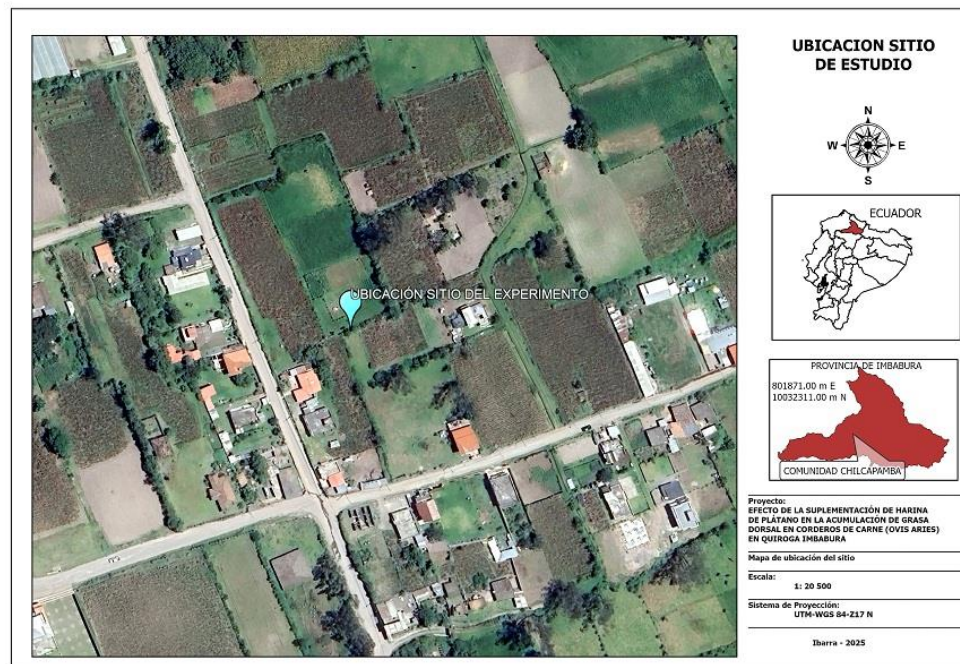 UBICACION SITIO
DE ESTUDIO
N
W
E
S
ECUADOR
UBICACIÓN SITIO DEL EXPERIMENTO
PROVINCIA DE IMBABURA
801871.00 m E
10032311.00 m N
COMUNIDAD CHILCAPAMBA
Proyecto:
EFECTO DE LA SUPLEMENTACIÓN DE HARINA
DE PLÁTANO EN LA ACUMULACIÓN DE GRASA
DORSAL EN CORDEROS DE CARNE (OVIS ARIES)
EN QUIROGA IMBABURA
Mapa de ubicación del sitio
Escala:
1: 20 500
Sistema de Proyección:
UTM-WGS 84-Z17 N
Ibarra - 2025